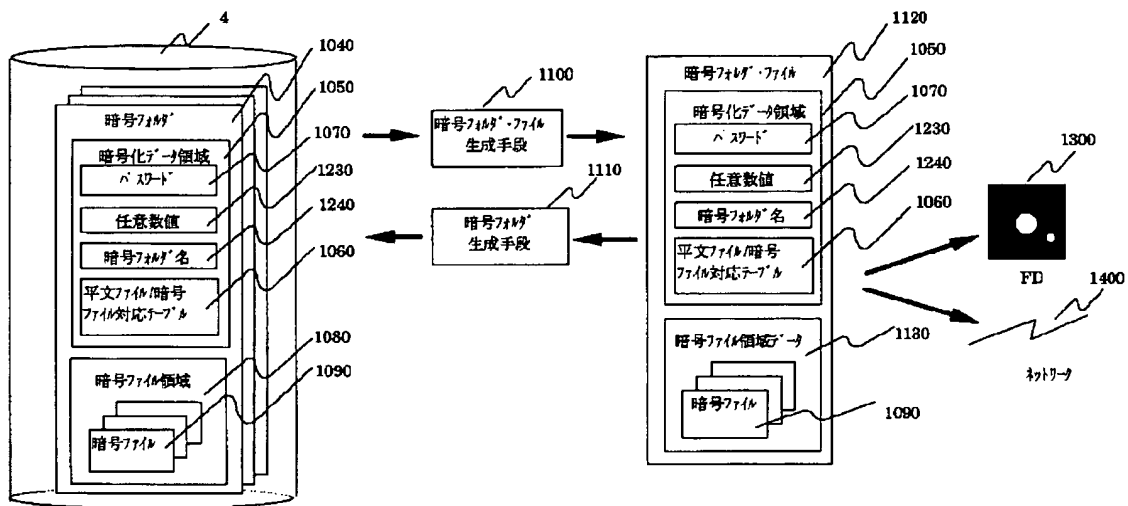 4
1040
1050
1070
1230
1240
1060
1080
1090
暗号フォルダ
暗号化データ領域
パスワード
任意数値
暗号フォルダ名
平文ファイル/暗号
ファイル対応テーブル
暗号ファイル領域
暗号ファイル
1100
暗号フォルダ・ファイル
生成手段
1110
暗号フォルダ
生成手段
1120
1050
1070
1230
1240
1060
暗号フォルダ・ファイル
暗号化データ領域
パスワード
任意数値
暗号フォルダ名
平文ファイル/暗号
ファイル対応テーブル
暗号ファイル領域データ
1130
暗号ファイル
1090
1300
FD
1400
ネットワーク